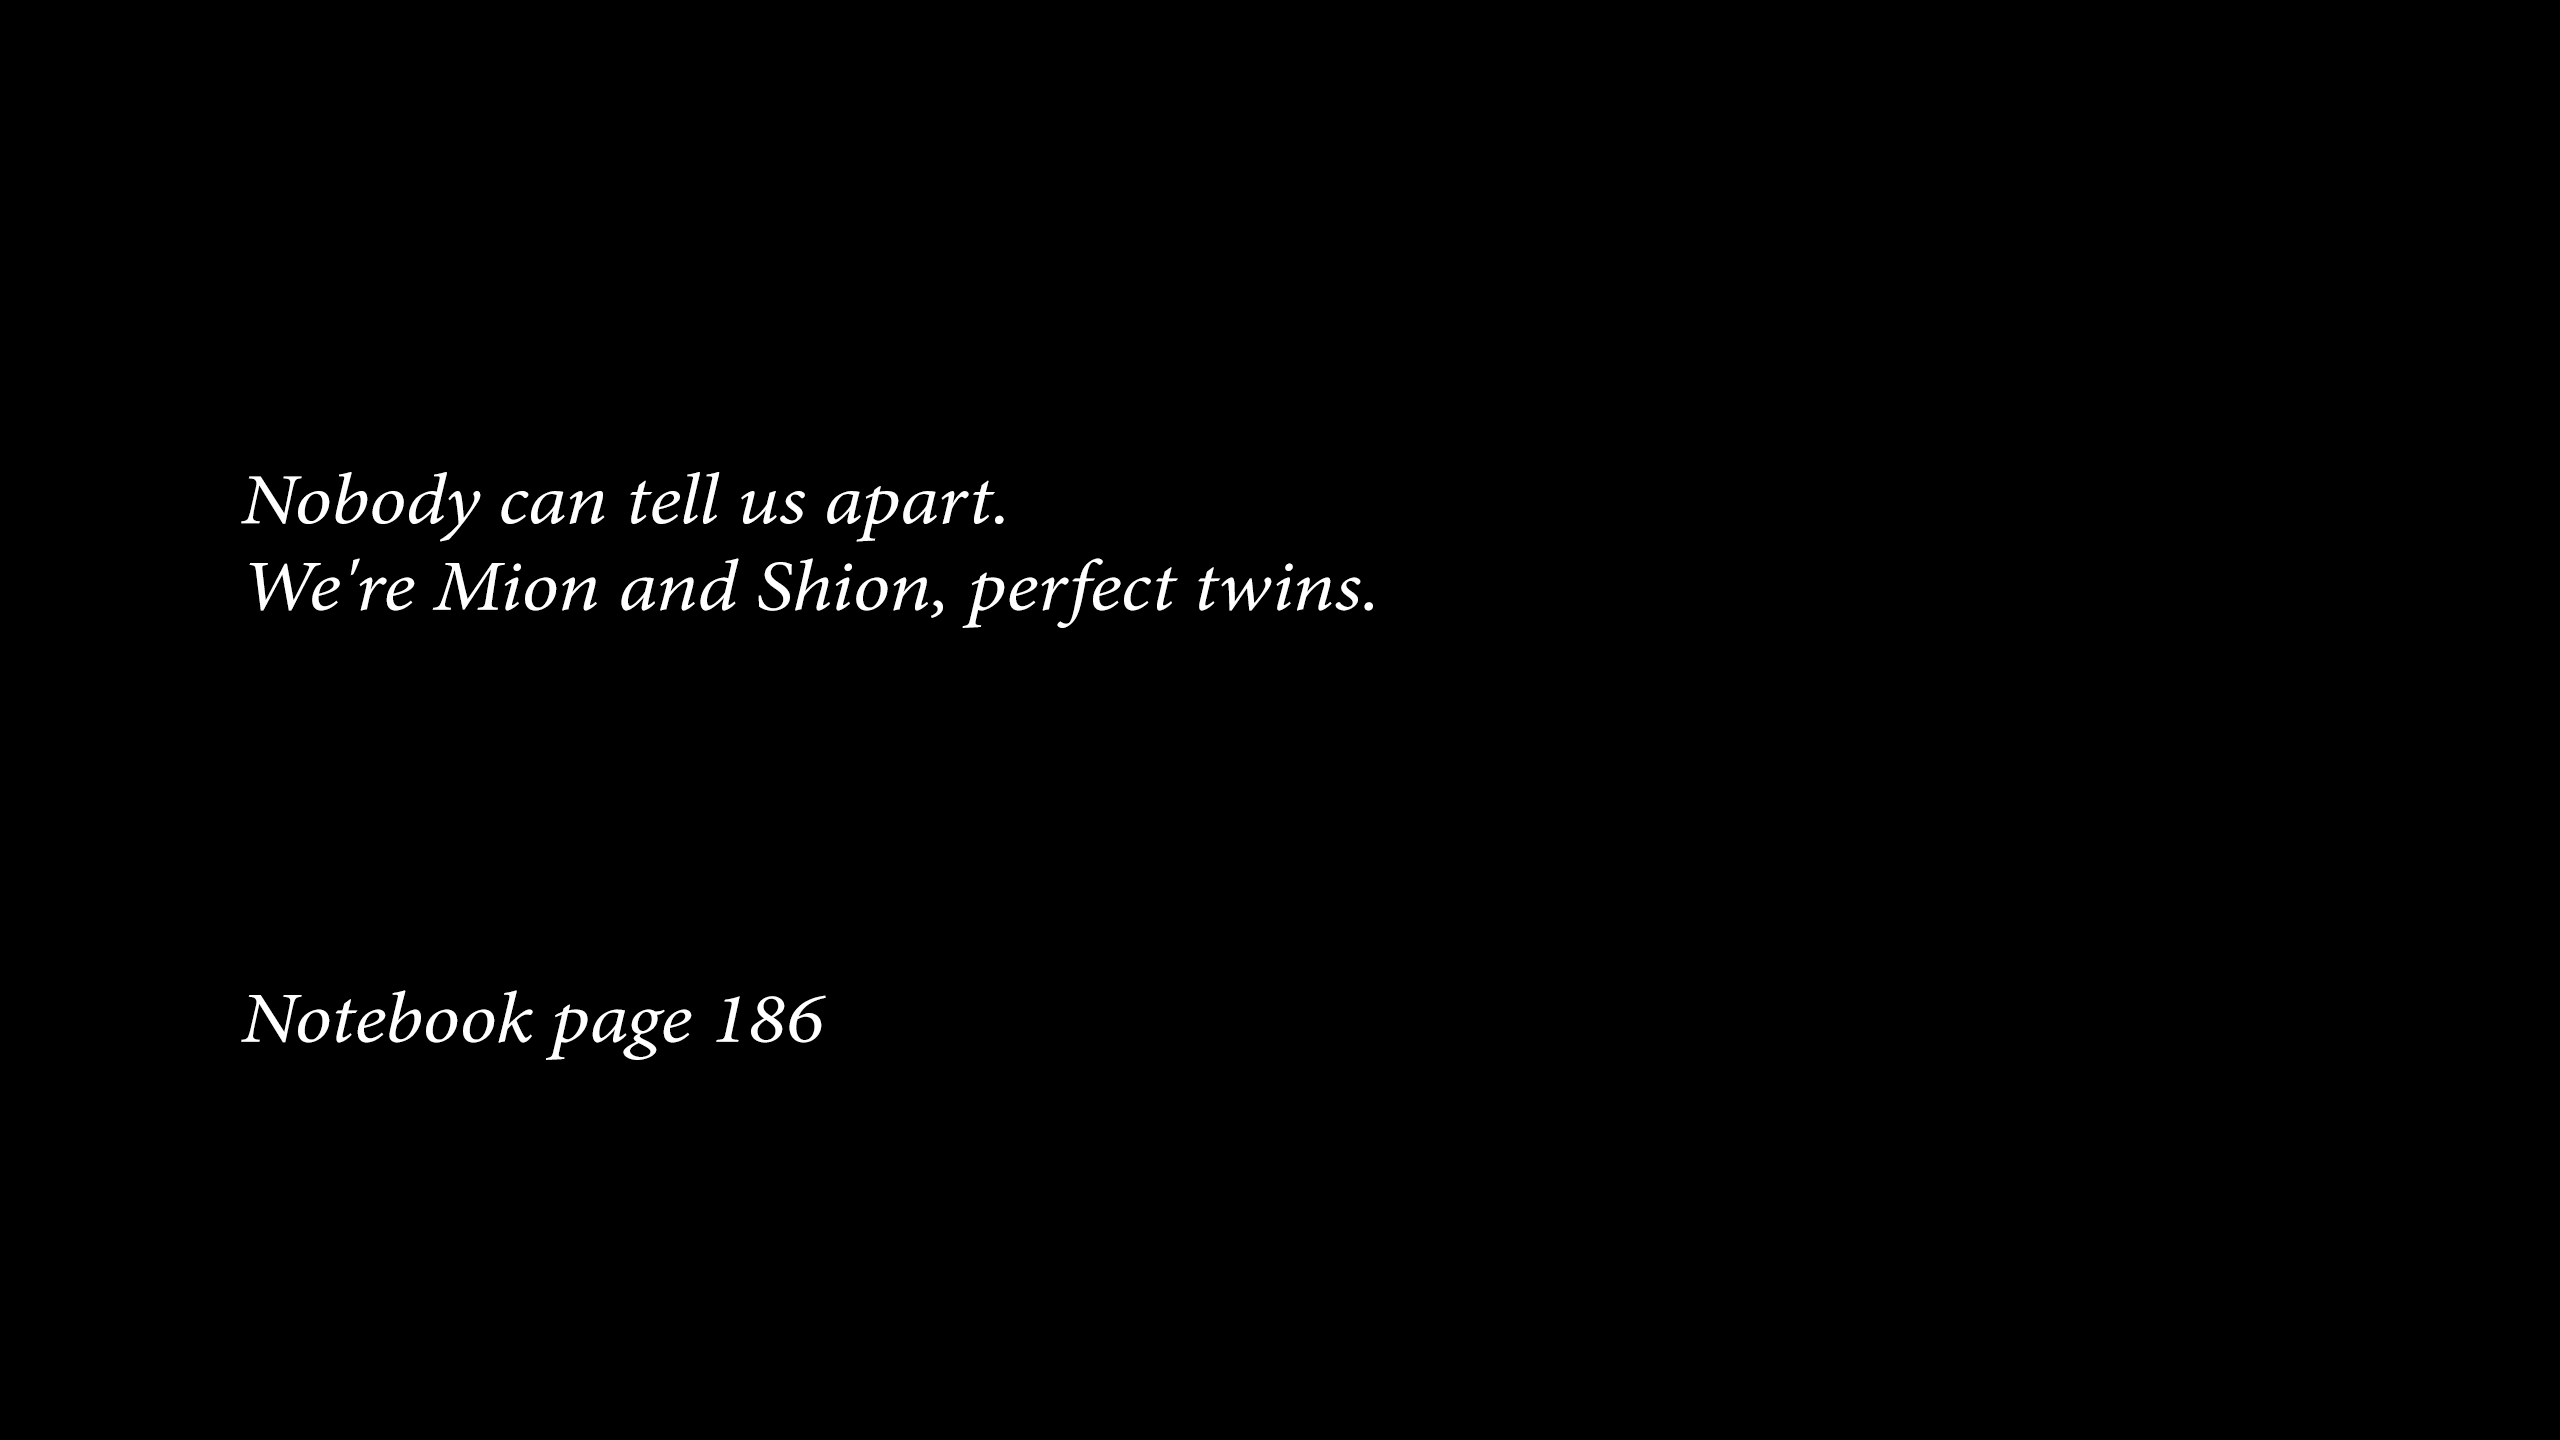 Nobody can tell us apart.
We're Mion and Shion, perfect twins.
Notebook page 186